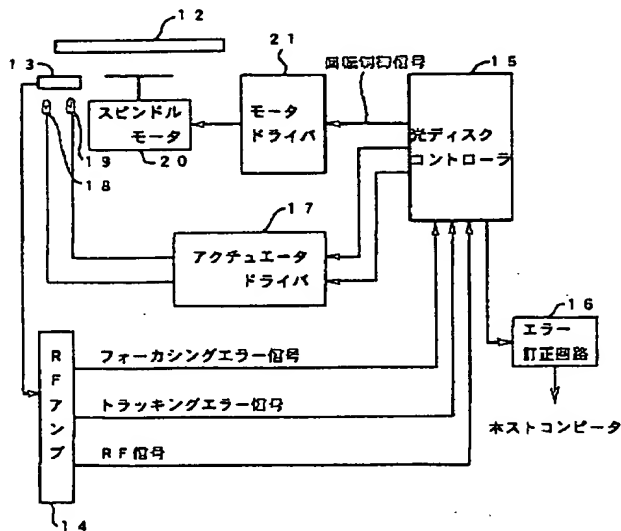 12
13
21
回転制御信号
15
スピンドル
モータ
モータ
ドライバ
光ディスク
コントローラ
19
18
20
17
アクチュエータ
ドライバ
16
エラー
訂正回路
RFアンプ
フォーカシングエラー信号
トラッキングエラー信号
RF信号
ホストコンピータ
14